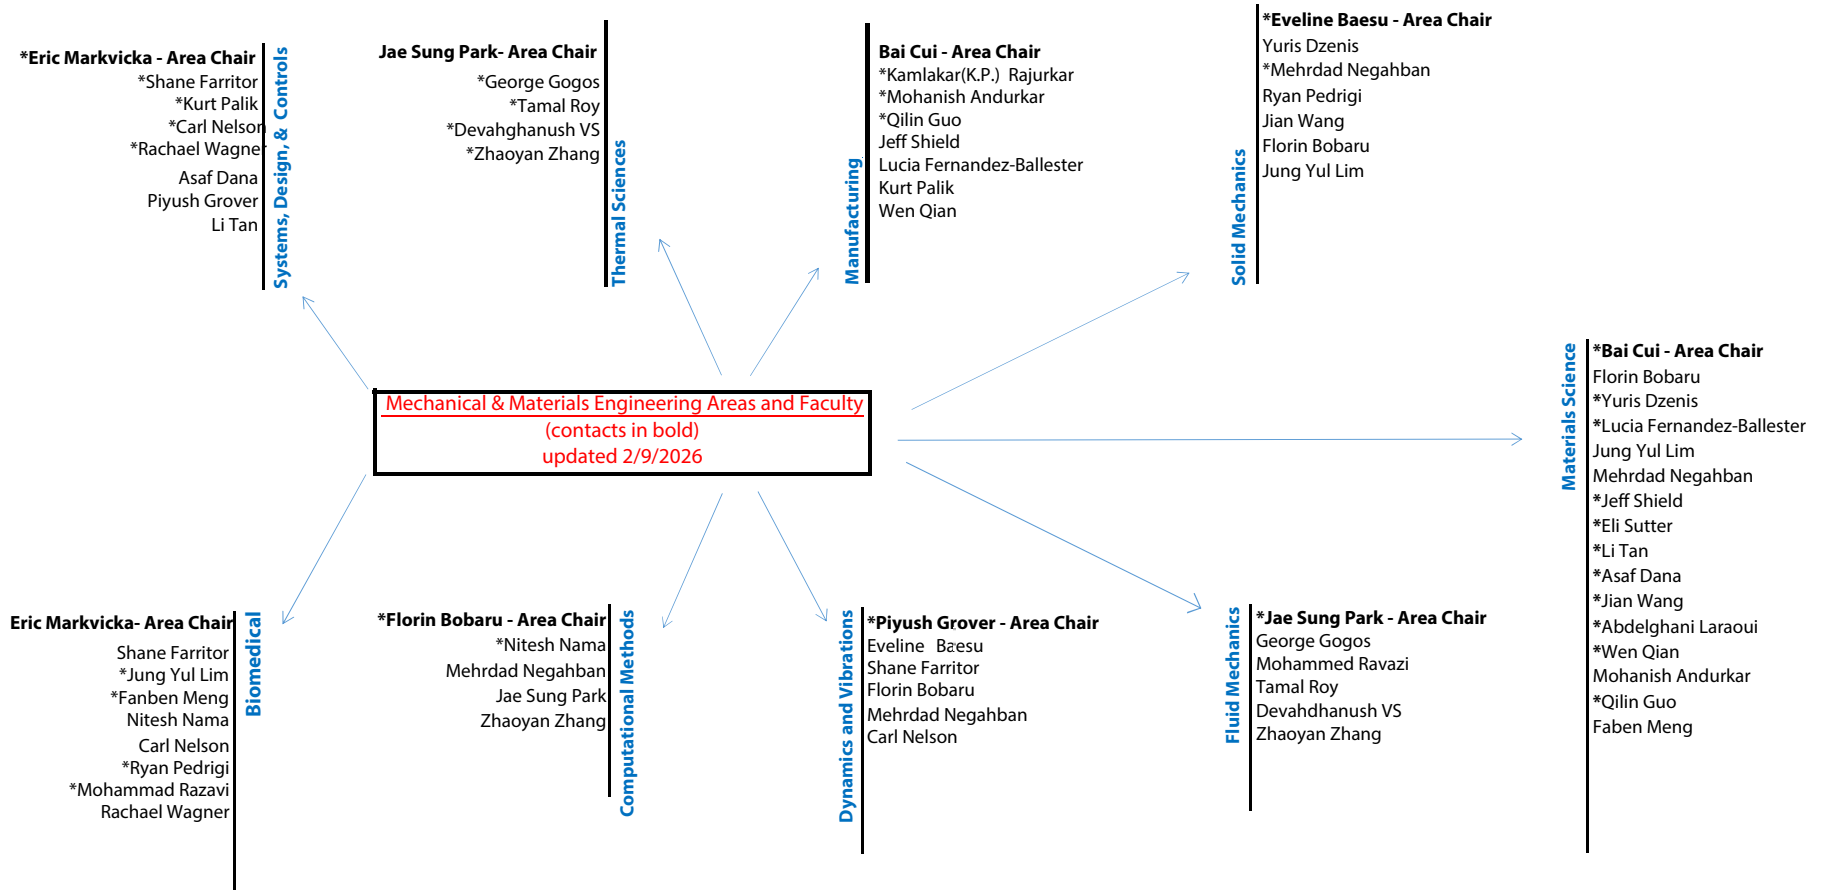 *Eric Markvicka - Area Chair
*Shane Farritor
*Kurt Palik
*Carl Nelson
*Rachael Wagner
Asaf Dana
Piyush Grover
Li Tan
Systems, Design, & Controls
Jae Sung Park- Area Chair
*George Gogos
*Tamal Roy
*Devahghanush VS
*Zhaoyan Zhang
Thermal Sciences
Bai Cui - Area Chair
*Kamlakar(K.P.) Rajurkar
*Mohanish Andurkar
*Qilin Guo
Jeff Shield
Lucia Fernandez-Ballester
Kurt Palik
Wen Qian
Manufacturing
*Eveline Baesu - Area Chair
Yuris Dzenis
*Mehrdad Negahban
Ryan Pedrigi
Jian Wang
Florin Bobaru
Jung Yul Lim
Solid Mechanics
Mechanical & Materials Engineering Areas and Faculty
(contacts in bold)
updated 2/9/2026
*Bai Cui - Area Chair
Florin Bobaru
*Yuris Dzenis
*Lucia Fernandez-Ballester
Jung Yul Lim
Mehrdad Negahban
*Jeff Shield
*Eli Sutter
*Li Tan
*Asaf Dana
*Jian Wang
*Abdelghani Laraoui
*Wen Qian
Mohanish Andurkar
*Qilin Guo
Faben Meng
Materials Science
Eric Markvicka- Area Chair
Shane Farritor
*Jung Yul Lim
*Fanben Meng
Nitesh Nama
Carl Nelson
*Ryan Pedrigi
*Mohammad Razavi
Rachael Wagner
Biomedical
*Florin Bobaru - Area Chair
*Nitesh Nama
Mehrdad Negahban
Jae Sung Park
Zhaoyan Zhang
Computational Methods
*Piyush Grover - Area Chair
Eveline Baesu
Shane Farritor
Florin Bobaru
Mehrdad Negahban
Carl Nelson
Dynamics and Vibrations
*Jae Sung Park - Area Chair
George Gogos
Mohammed Ravazi
Tamal Roy
Devahdhanush VS
Zhaoyan Zhang
Fluid Mechanics